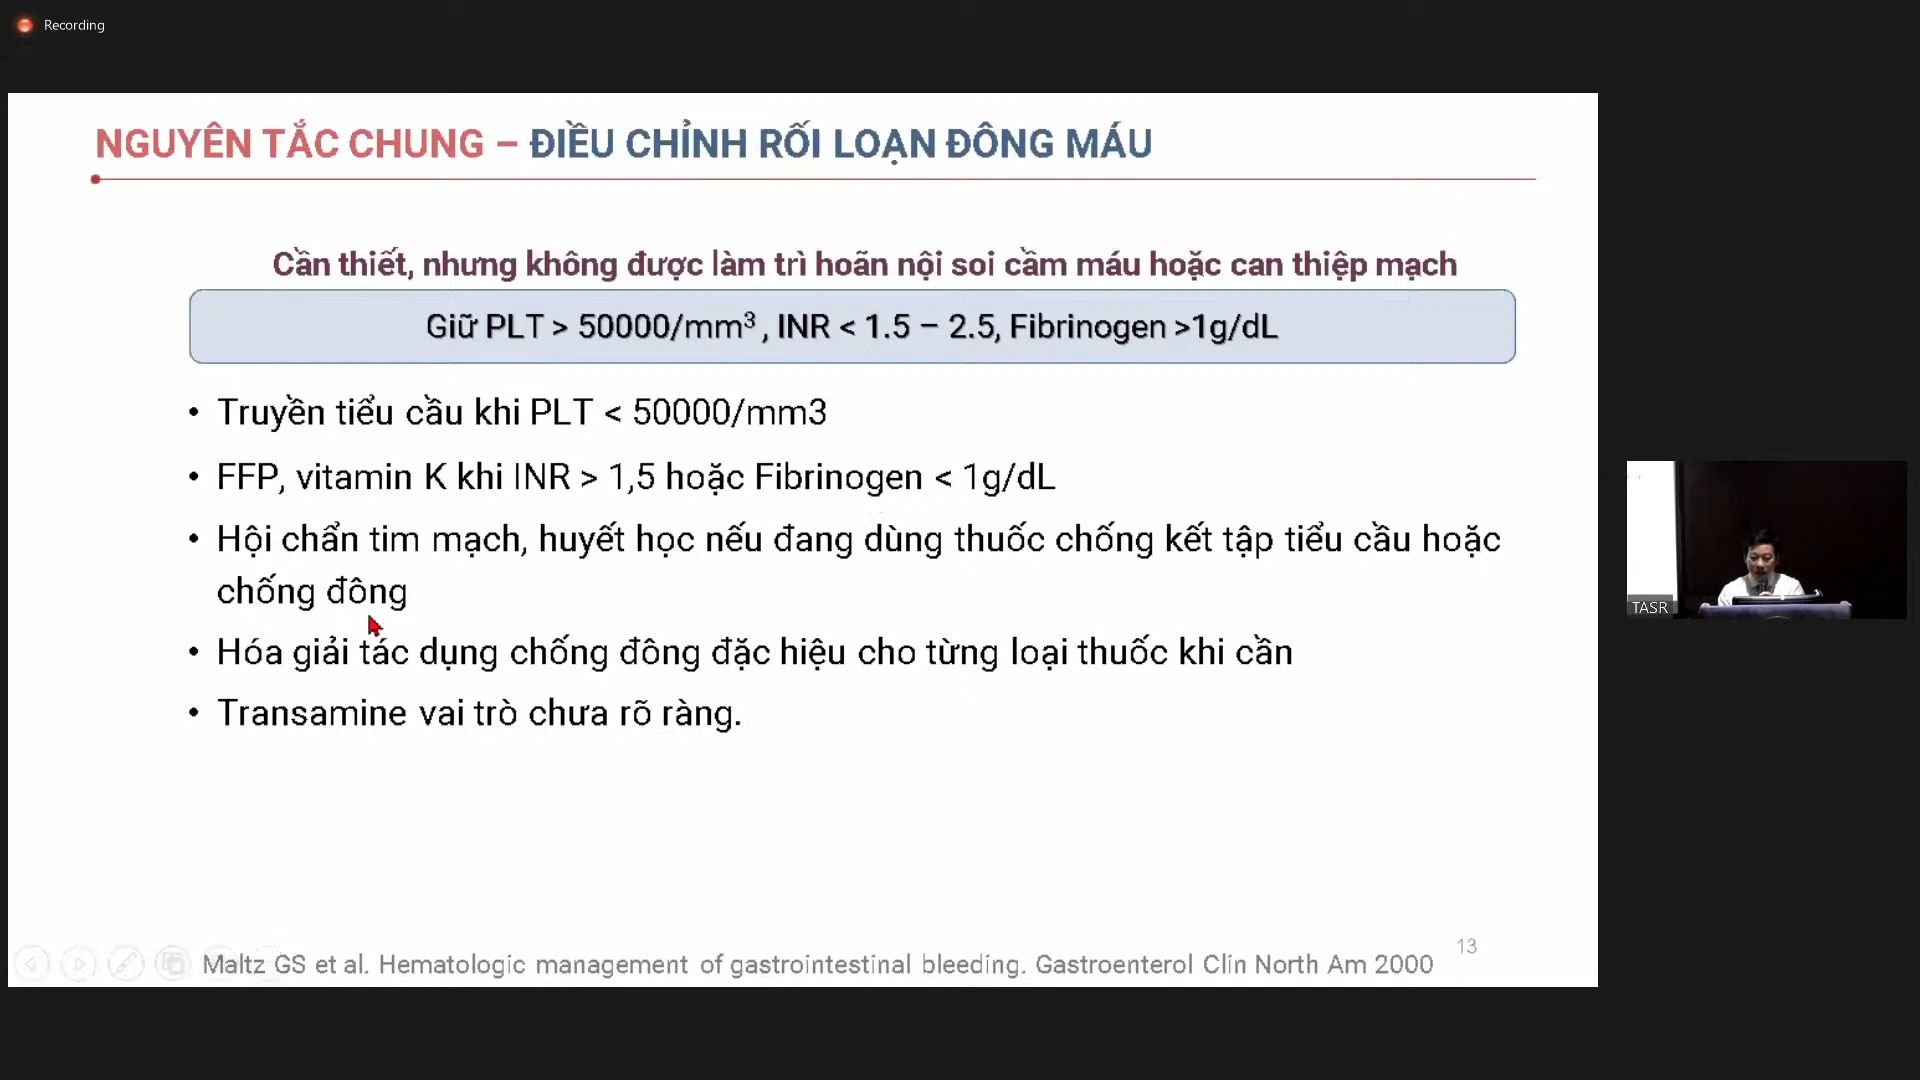 Recording
NGUYÊN TẮC CHUNG – ĐIỀU CHỈNH RỐI LOẠN ĐÔNG MÁU
Cần thiết, nhưng không được làm trì hoãn nội soi cầm máu hoặc can thiệp mạch
Giữ PLT > 50000/mm³ , INR < 1.5 – 2.5, Fibrinogen >1g/dL
• Truyền tiểu cầu khi PLT < 50000/mm3
• FFP, vitamin K khi INR > 1,5 hoặc Fibrinogen < 1g/dL
• Hội chẩn tim mạch, huyết học nếu đang dùng thuốc chống kết tập tiểu cầu hoặc
chống đông
• Hóa giải tác dụng chống đông đặc hiệu cho từng loại thuốc khi cần
• Transamine vai trò chưa rõ ràng.
TASR
13
Maltz GS et al. Hematologic management of gastrointestinal bleeding. Gastroenterol Clin North Am 2000